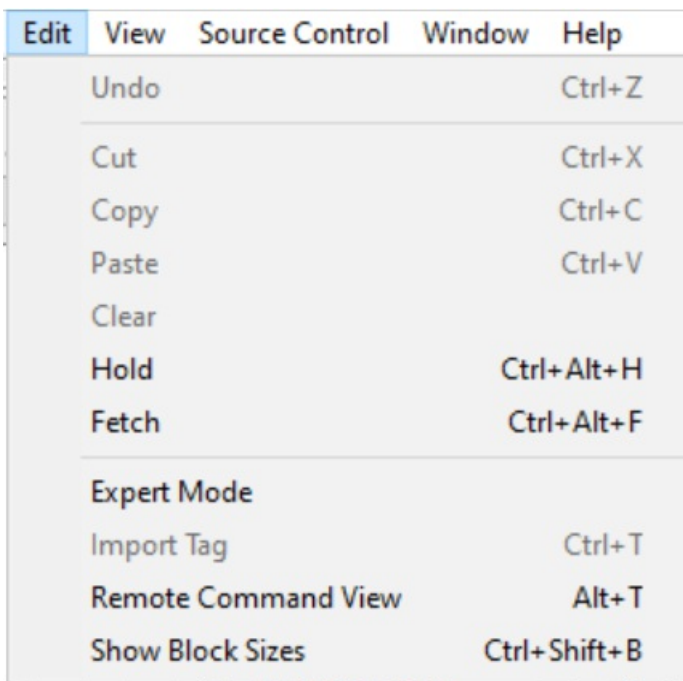 Edit View Source Control Window Help
Undo Ctrl+Z
Cut Ctrl+X
Copy Ctrl+C
Paste Ctrl+V
Clear
Hold Ctrl+Alt+H
Fetch Ctrl+Alt+F
Expert Mode
Import Tag Ctrl+T
Remote Command View Alt+T
Show Block Sizes Ctrl+Shift+B